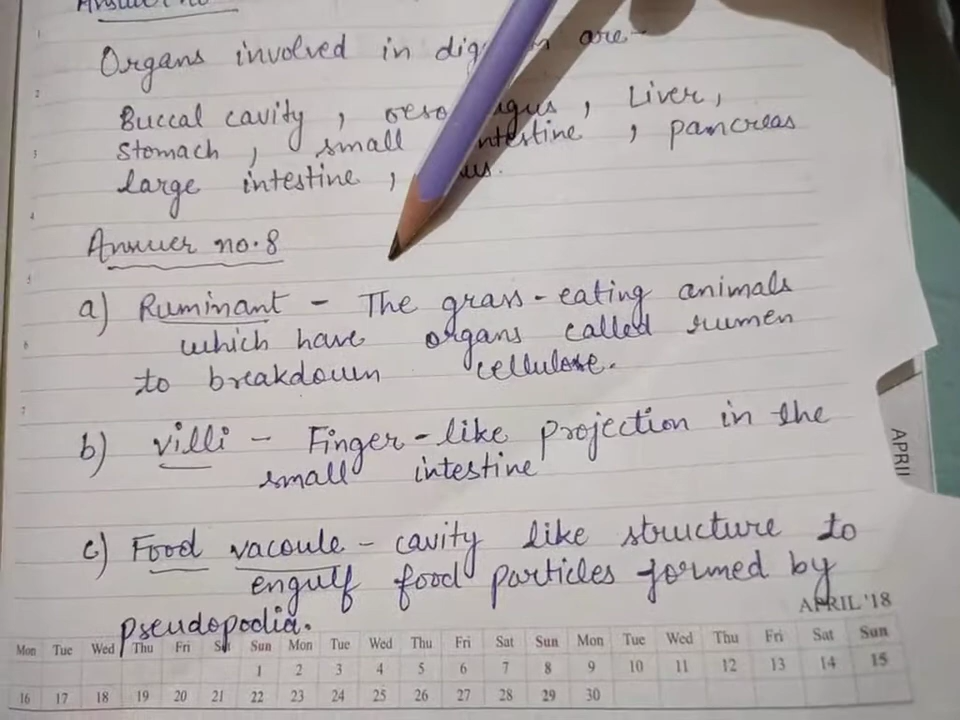 Answer no
Organs involved in dig n are-
Buccal cavity , oeso agus , Liver,
Stomach , small ntestine , pancreas
large intestine , us.
Answer no.8
a) Ruminant - The grass-eating animals
which have organs called rumen
to breakdown cellulose.
b) villi - Finger-like projection in the
small intestine
c) Food vacoule - cavity like structure to
engulf food particles formed by
pseudopodia.
APRIL
APRIL '18
Mon Tue Wed Thu Fri Sat Sun Mon Tue Wed Thu Fri Sat Sun Mon Tue Wed Thu Fri Sat Sun
1 2 3 4 5 6 7 8 9 10 11 12 13 14 15
16 17 18 19 20 21 22 23 24 25 26 27 28 29 30